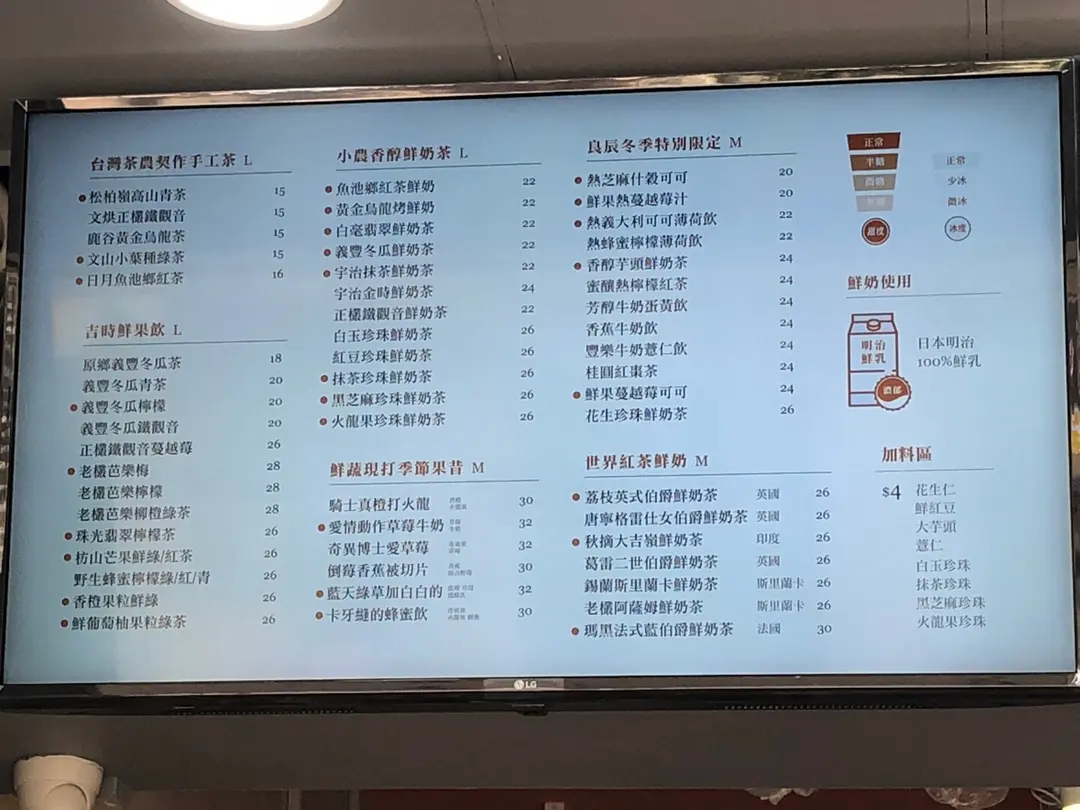 台灣茶農契作手工茶 L
松柏嶺高山青茶 15
文烘正欉鐵觀音 15
鹿谷黃金烏龍茶 15
文山小葉種綠茶 15
日月魚池鄉紅茶 16
吉時鮮果飲 L
原鄉義豐冬瓜茶 18
義豐冬瓜青茶 20
義豐冬瓜檸檬 20
義豐冬瓜鐵觀音 20
正欉鐵觀音蔓越莓 26
老欉芭樂梅 28
老欉芭樂檸檬 28
老欉芭樂柳橙綠茶 28
珠光翡翠檸檬茶 26
枋山芒果鮮綠/紅茶 26
野生蜂蜜檸檬綠/紅/青 26
香橙果粒鮮綠 26
鮮葡萄柚果粒綠茶 26
小農香醇鮮奶茶 L
魚池鄉紅茶鮮奶 22
黃金烏龍烤鮮奶 22
白毫翡翠鮮奶茶 22
義豐冬瓜鮮奶茶 22
宇治抹茶鮮奶茶 22
宇治金時鮮奶茶 24
正欉鐵觀音鮮奶茶 22
白玉珍珠鮮奶茶 26
紅豆珍珠鮮奶茶 26
抹茶珍珠鮮奶茶 26
黑芝麻珍珠鮮奶茶 26
火龍果珍珠鮮奶茶 26
鮮蔬現打季節果昔 M
騎士真橙打火龍 30
愛情動作草莓牛奶 32
奇異博士愛草莓 32
倒莓香蕉被切片 30
藍天綠草加白白的 32
卡牙縫的蜂蜜飲 30
良辰冬季特別限定 M
熱芝麻什穀可可 20
鮮果熱蔓越莓汁 20
熱義大利可可薄荷飲 22
熱蜂蜜檸檬薄荷飲 22
香醇芋頭鮮奶茶 24
蜜釀熱檸檬紅茶 24
芳醇牛奶蛋黃飲 24
香蕉牛奶飲 24
豐樂牛奶薏仁飲 24
桂圓紅棗茶 24
鮮果蔓越莓可可 24
花生珍珠鮮奶茶 26
世界紅茶鮮奶 M
荔枝英式伯爵鮮奶茶 英國 26
唐寧格雷仕女伯爵鮮奶茶 英國 26
秋摘大吉嶺鮮奶茶 印度 26
葛雷二世伯爵鮮奶茶 英國 26
錫蘭斯里蘭卡鮮奶茶 斯里蘭卡 26
老欉阿薩姆鮮奶茶 斯里蘭卡 26
瑪黑法式藍伯爵鮮奶茶 法國 30
正常
半糖
微糖
無糖
甜度
正常
少冰
微冰
冰度
鮮奶使用
明治
鮮乳
濃郁
日本明治
100%鮮乳
加料區
$4 花生仁
鮮紅豆
大芋頭
薏仁
白玉珍珠
抹茶珍珠
黑芝麻珍珠
火龍果珍珠
LG